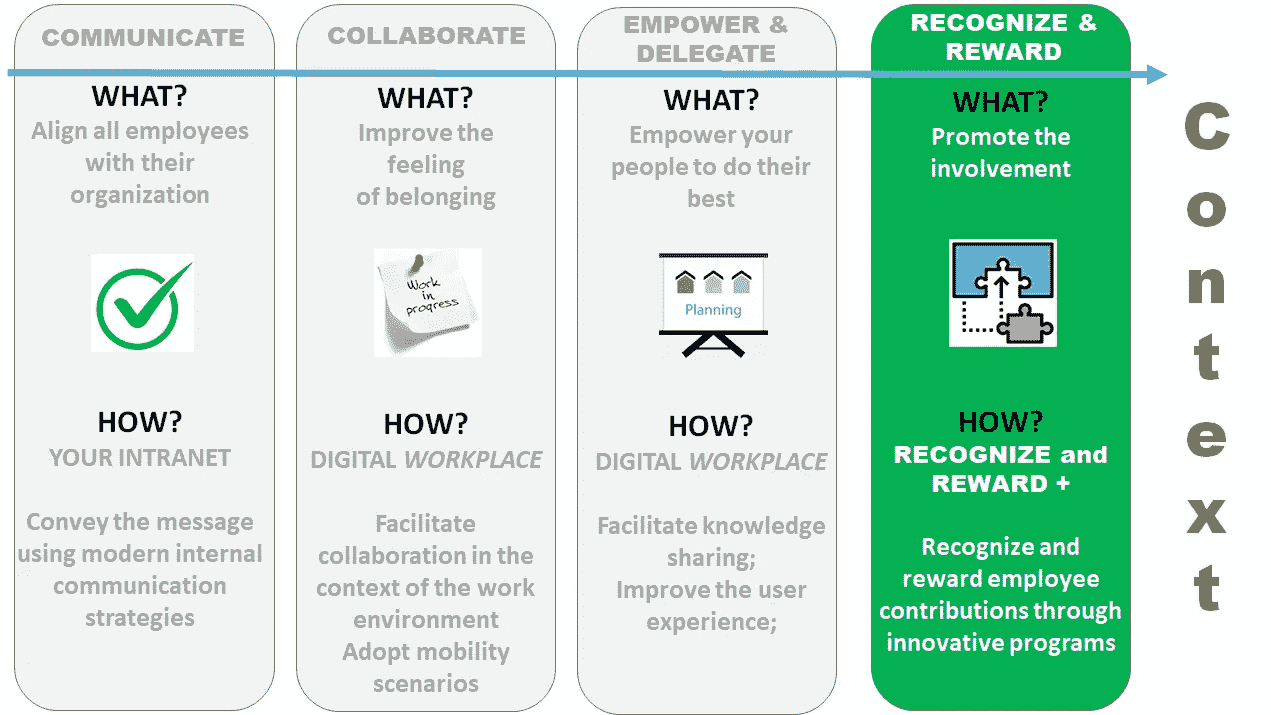 COMMUNICATE
WHAT?
Align all employees
with their
organization
HOW?
YOUR INTRANET
Convey the message
using modern internal
communication
strategies
COLLABORATE
WHAT?
Improve the
feeling
of belonging
Work
in
progress
HOW?
DIGITAL WORKPLACE
Facilitate
collaboration in the
context of the work
environment
Adopt mobility
scenarios
EMPOWER &
DELEGATE
WHAT?
Empower your
people to do their
best
Planning
HOW?
DIGITAL WORKPLACE
Facilitate knowledge
sharing;
Improve the user
experience;
RECOGNIZE &
REWARD
WHAT?
Promote the
involvement
HOW?
RECOGNIZE and
REWARD +
Recognize and
reward employee
contributions through
innovative programs
Context